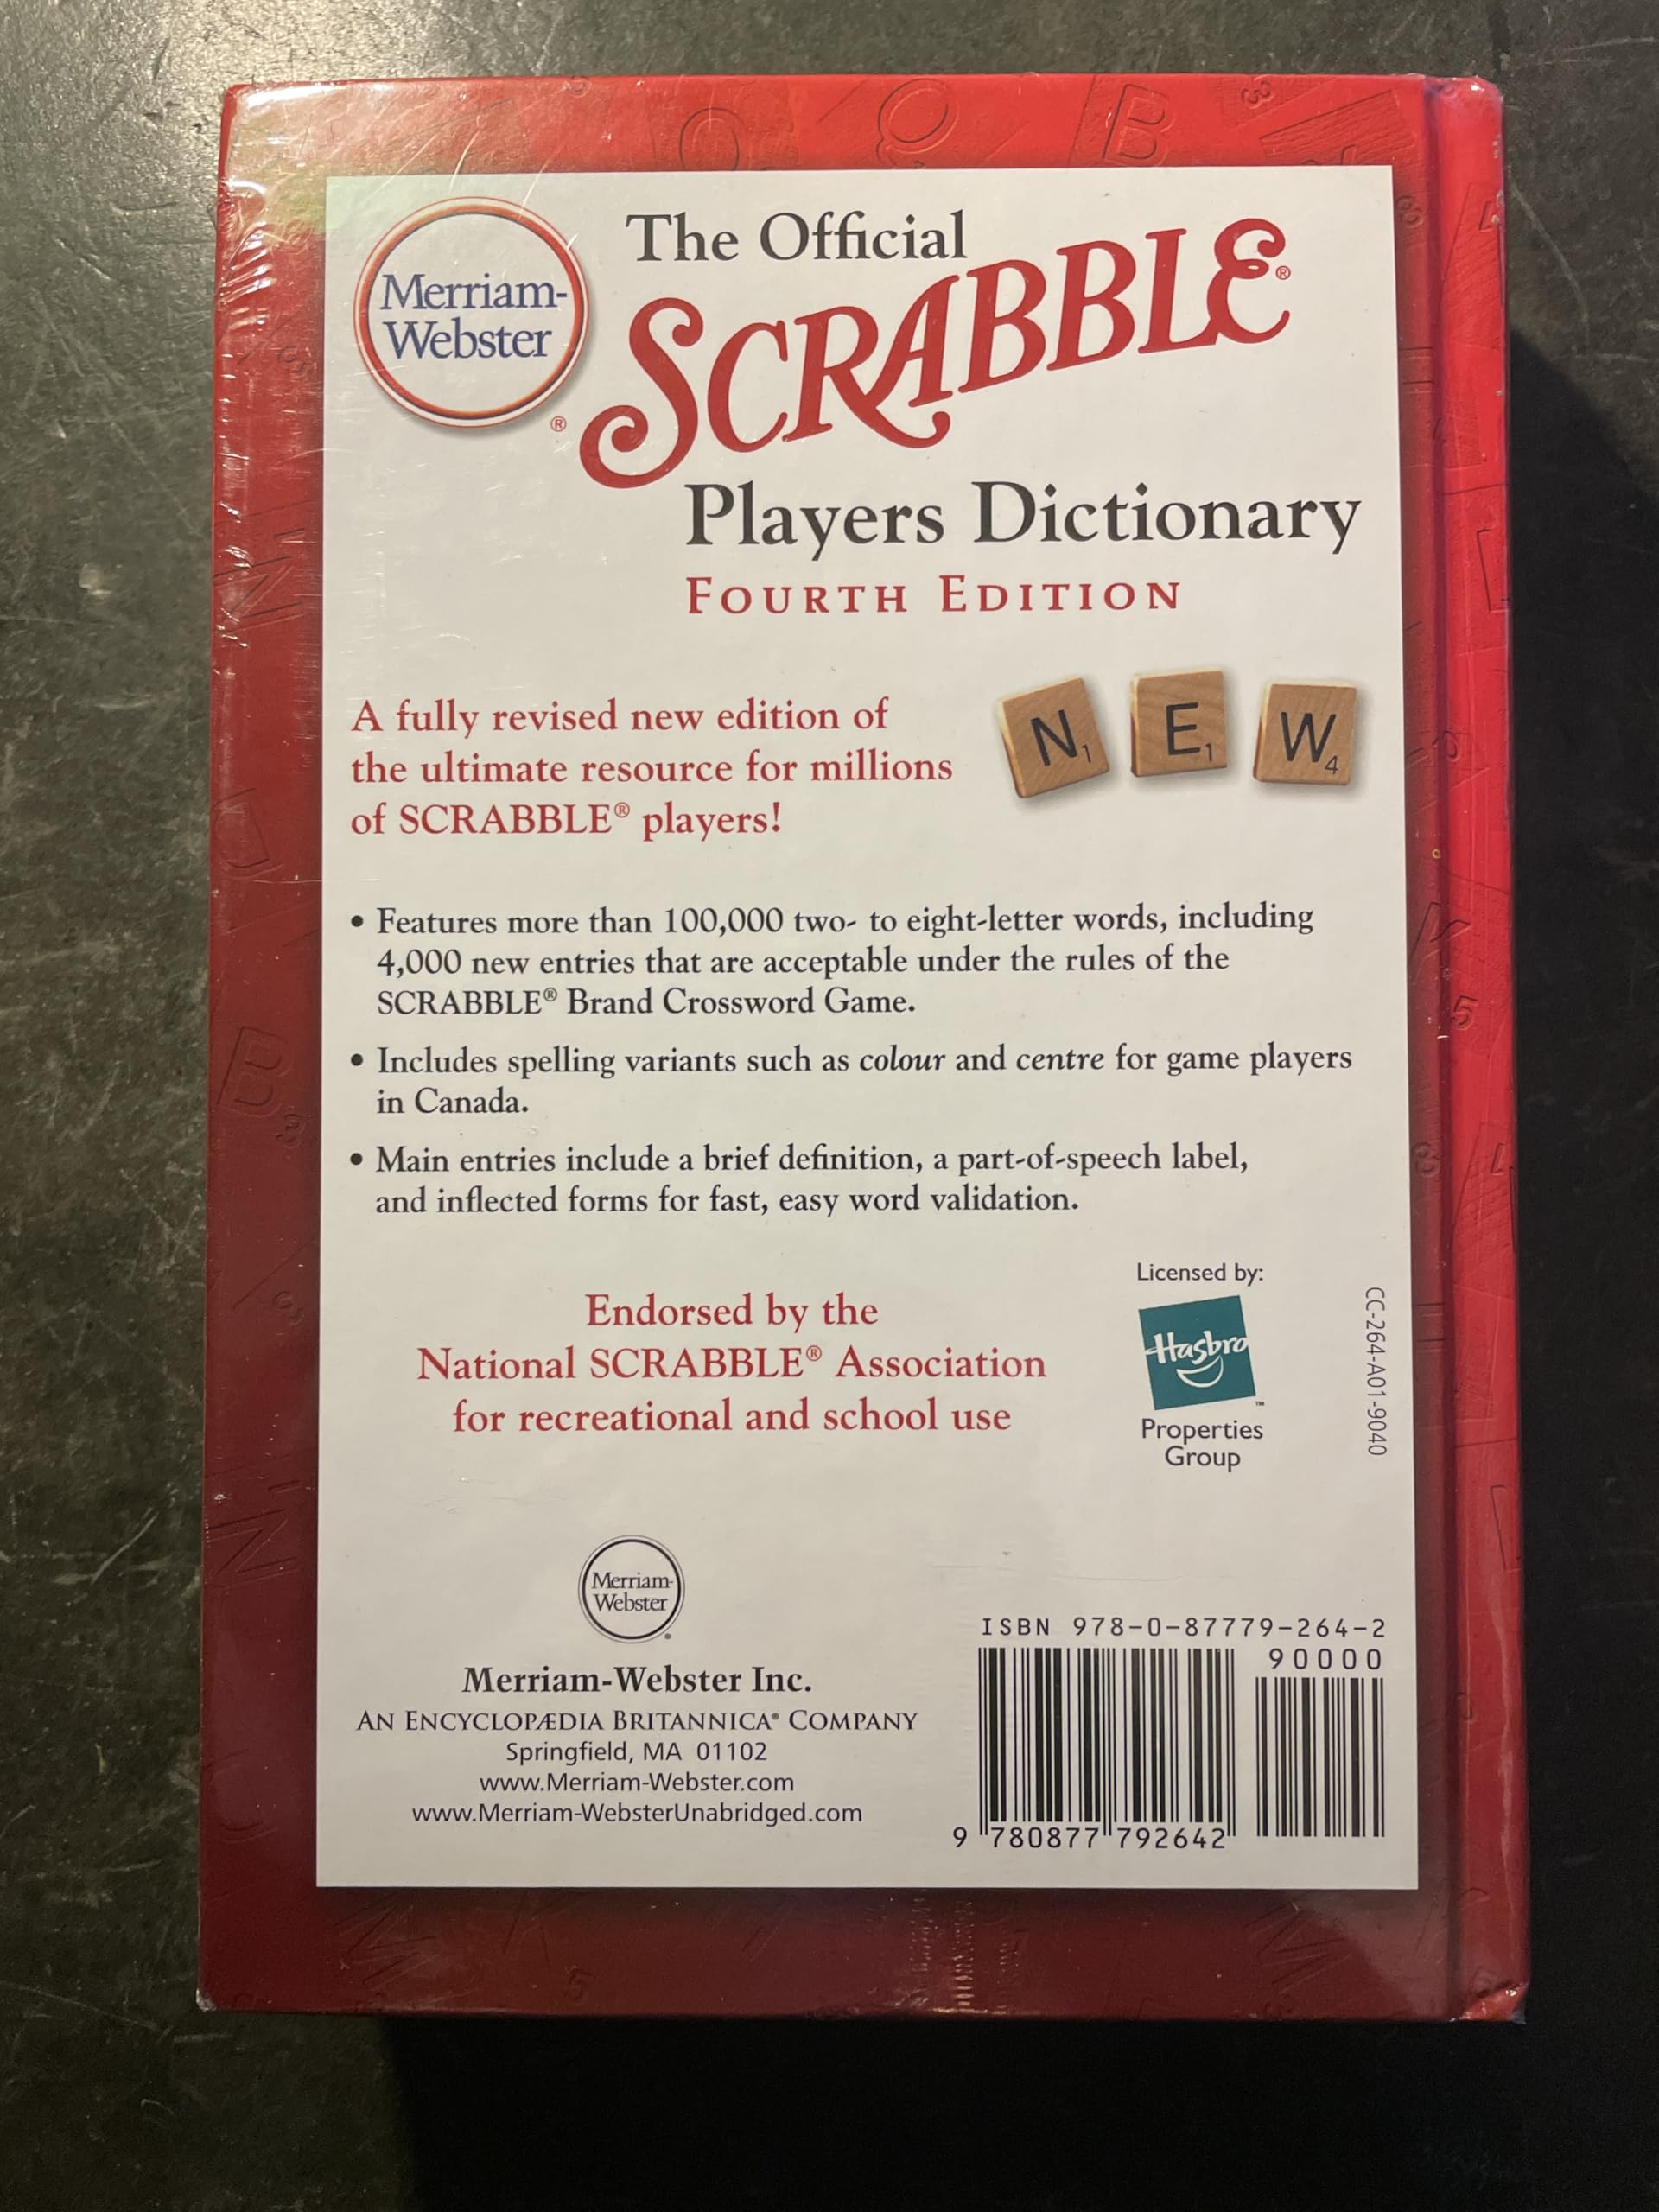 Merriam-
Webster
®
The Official
SCRABBLE®
Players Dictionary
FOURTH EDITION
A fully revised new edition of
the ultimate resource for millions
of SCRABBLE® players!
N1 E1 W4
• Features more than 100,000 two- to eight-letter words, including
4,000 new entries that are acceptable under the rules of the
SCRABBLE® Brand Crossword Game.
• Includes spelling variants such as colour and centre for game players
in Canada.
• Main entries include a brief definition, a part-of-speech label,
and inflected forms for fast, easy word validation.
Endorsed by the
National SCRABBLE® Association
for recreational and school use
Licensed by:
Hasbro
™
Properties
Group
CC-264-A01-9040
Merriam-
Webster
®
Merriam-Webster Inc.
AN ENCYCLOPÆDIA BRITANNICA® COMPANY
Springfield, MA 01102
www.Merriam-Webster.com
www.Merriam-WebsterUnabridged.com
ISBN 978-0-87779-264-2
90000
9 780877 792642